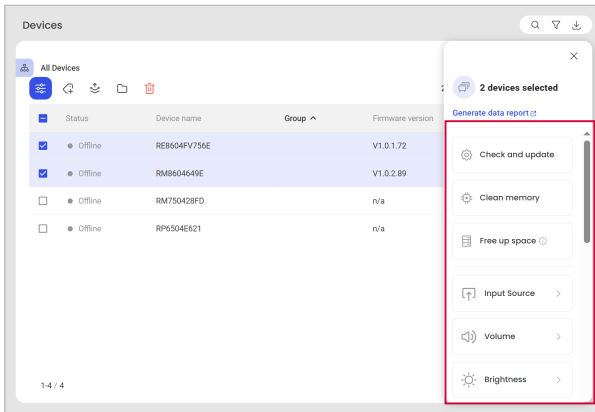 Devices
All Devices
2 devices selected
Generate data report
Status Device name Group Firmware version
Offline RE8604FV756E V1.0.1.72
Offline RM8604649E V1.0.2.89
Offline RM750428FD n/a
Offline RP6504E621 n/a
1-4 / 4
Check and update
Clean memory
Free up space
Input Source
Volume
Brightness